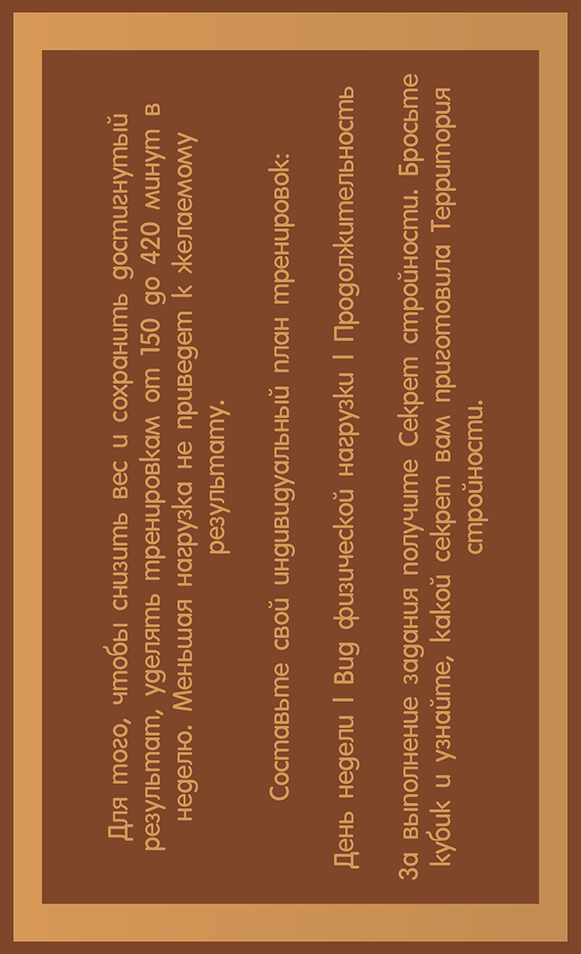 Для того, чтобы снизить вес и сохранить достигнутый
результат, уделять тренировкам от 150 до 420 минут в
неделю. Меньшая нагрузка не приведет к желаемому
результату.
Составьте свой индивидуальный план тренировок:
День недели | Вид физической нагрузки | Продолжительность
За выполнение задания получите Секрет стройности. Бросьте
кубик и узнайте, какой секрет вам приготовила Территория
стройности.